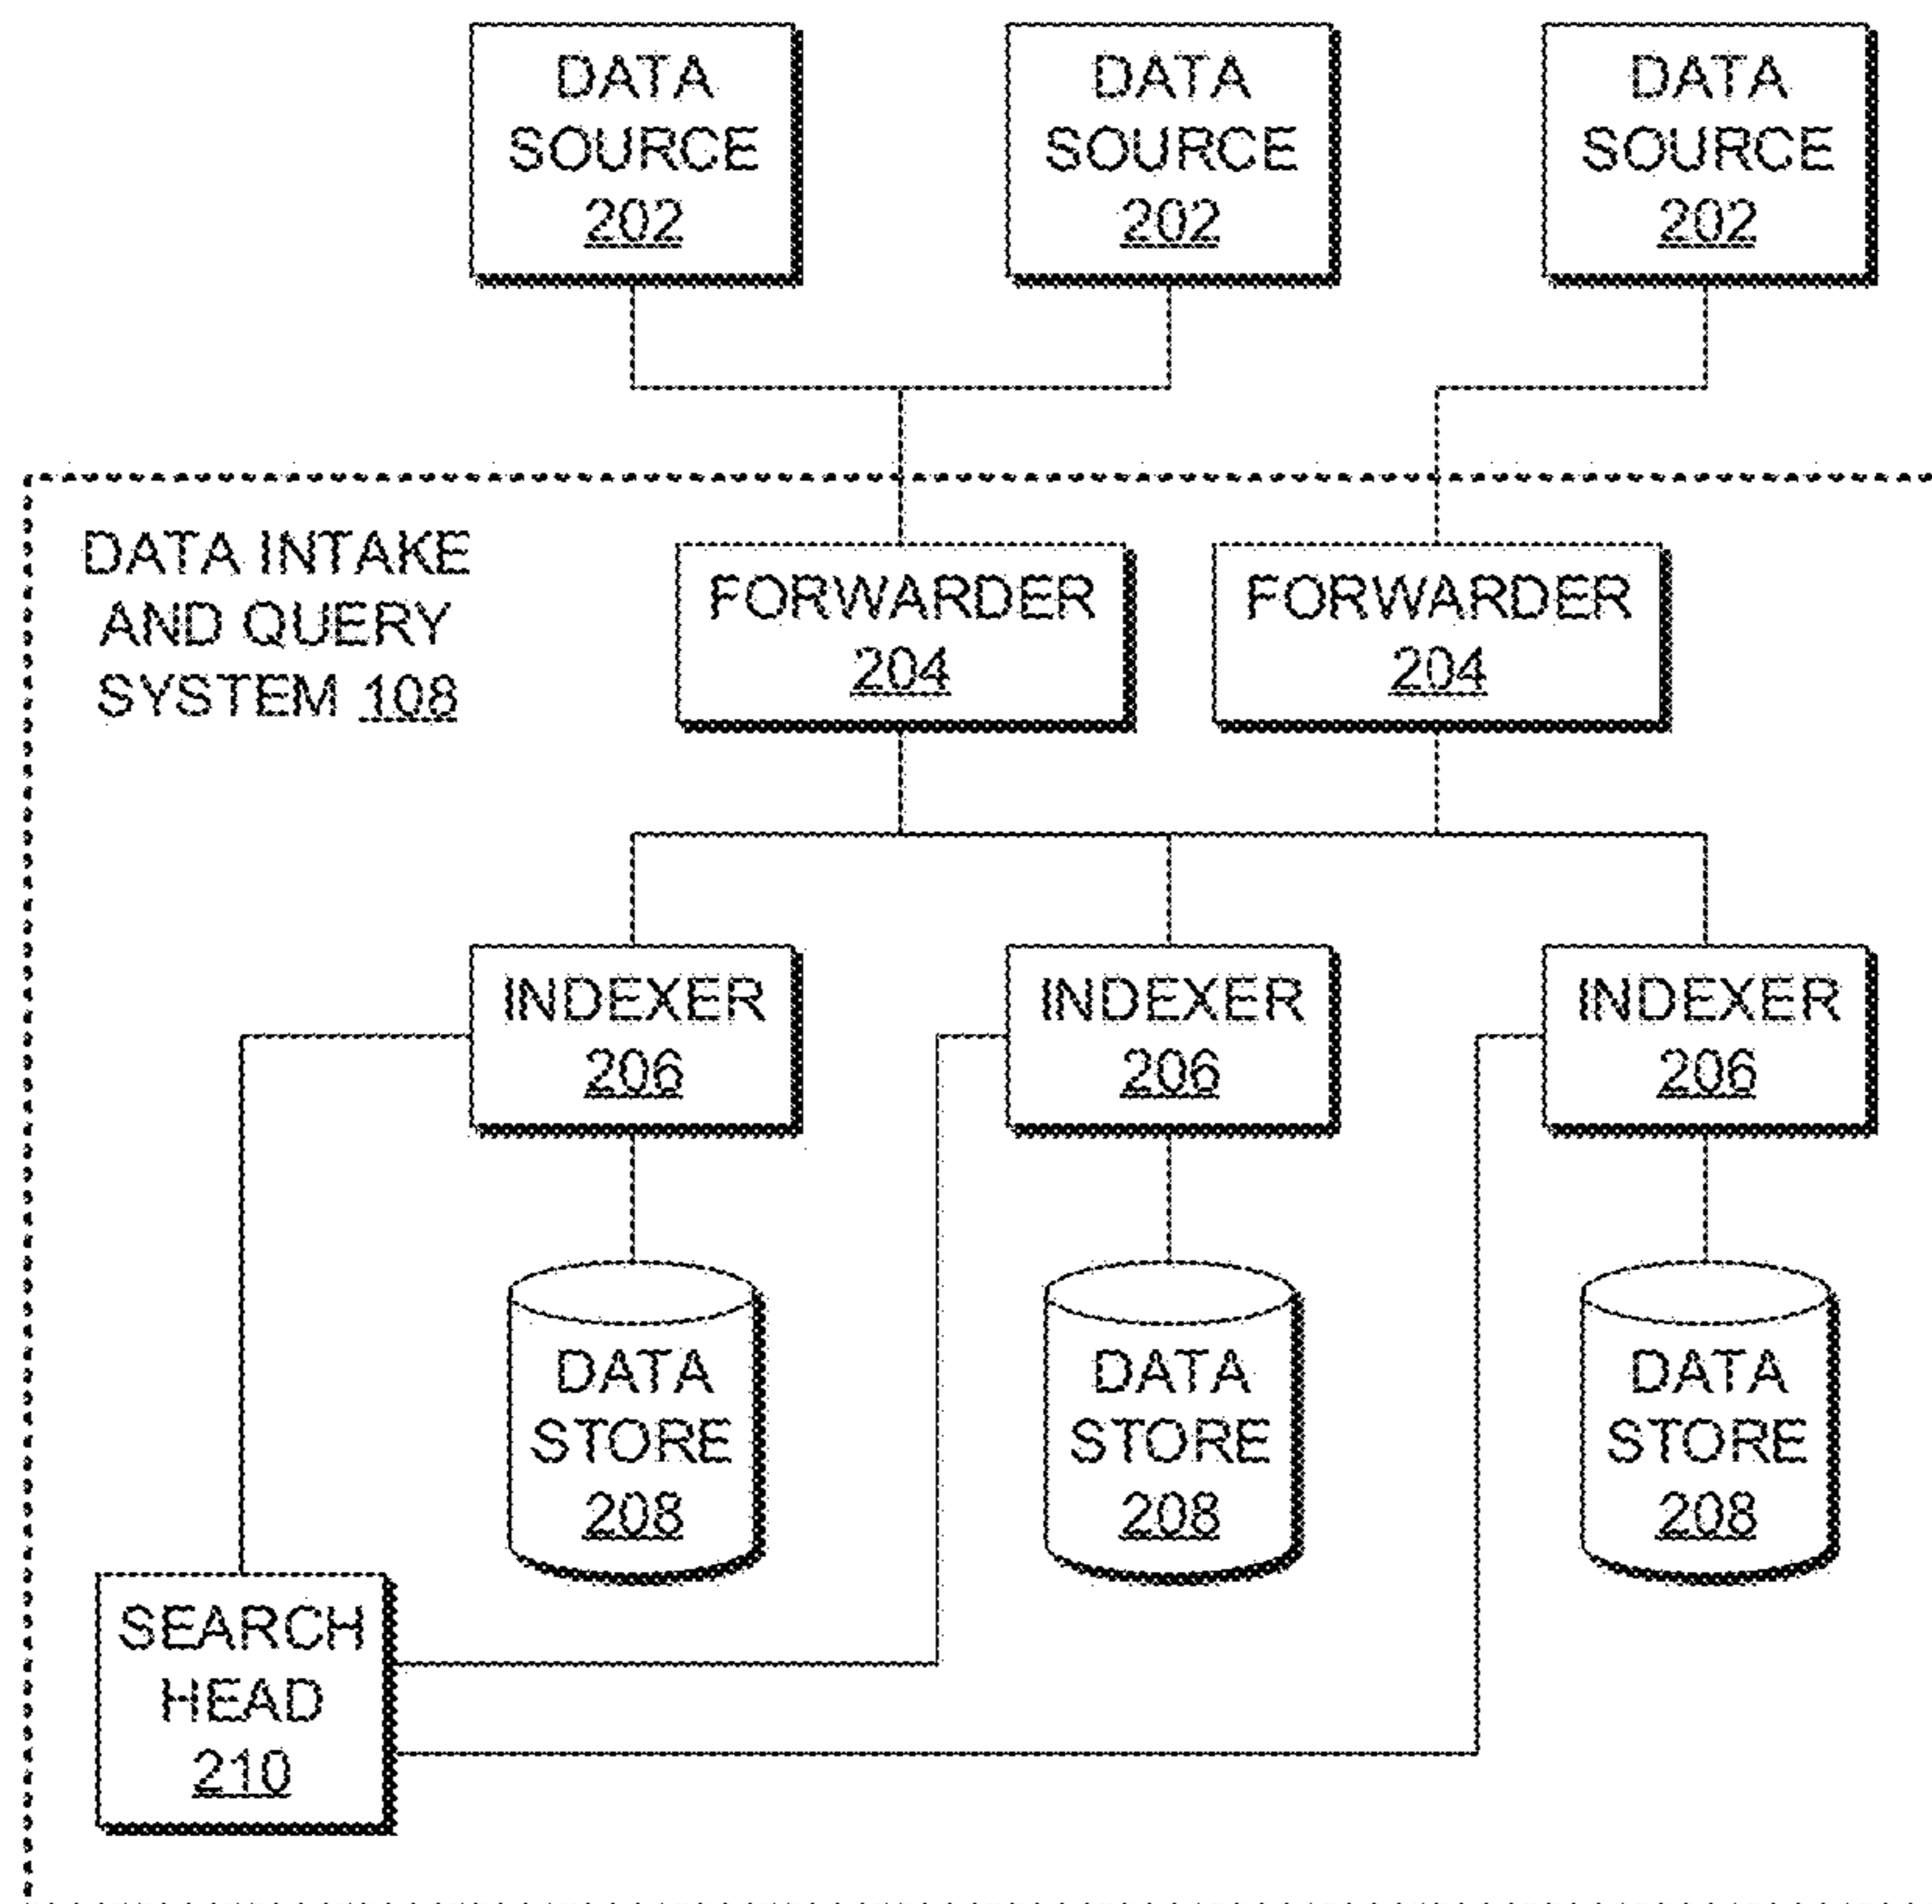 DATA
SOURCE
202
DATA
SOURCE
202
DATA
SOURCE
202
DATA INTAKE
AND QUERY
SYSTEM 108
FORWARDER
204
FORWARDER
204
INDEXER
206
INDEXER
206
INDEXER
206
DATA
STORE
208
DATA
STORE
208
DATA
STORE
208
SEARCH
HEAD
210